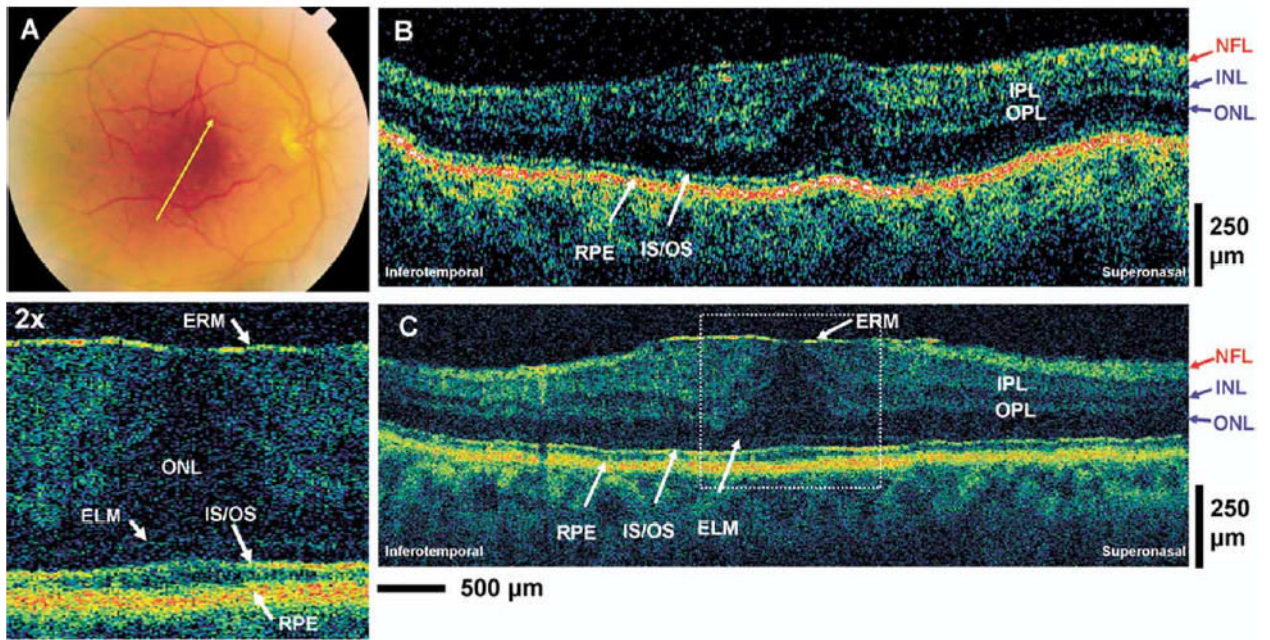 A
B
NFL
INL
ONL
IPL
OPL
RPE
IS/OS
Inferotemporal
Superonasal
250
µm
2x
ERM
ONL
ELM
IS/OS
RPE
C
ERM
NFL
INL
ONL
IPL
OPL
RPE
IS/OS
ELM
Inferotemporal
Superonasal
250
µm
500 µm